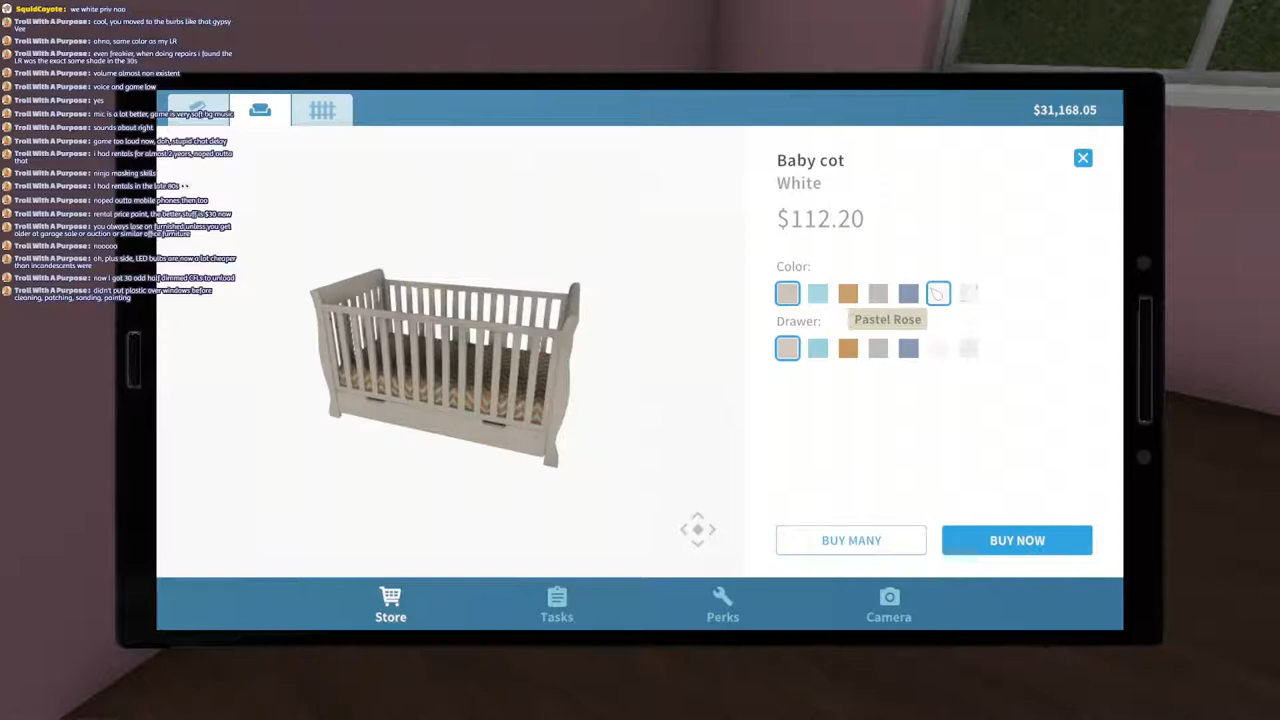 SquidCoyote: we white priv nao
Troll With A Purpose: cool, you moved to the burbs like that gypsy
Vee
Troll With A Purpose: ohno, same color as my LR
Troll With A Purpose: even freakier, when doing repairs i found the
LR was the exact same shade in the 30s
Troll With A Purpose: volume almost non existent
Troll With A Purpose: voice and game low
Troll With A Purpose: yes
Troll With A Purpose: mic is a lot better, game is very soft bg music
Troll With A Purpose: sounds about right
Troll With A Purpose: game too loud now, doh, stupid chat delay
Troll With A Purpose: i had rentals for almost 2 years, noped outta
that
Troll With A Purpose: ninja masking skills
Troll With A Purpose: I had rentals in the late 80s
Troll With A Purpose: noped outta mobile phones then too
Troll With A Purpose: rental price point, the better stuff is $30 now
Troll With A Purpose: you always lose on furnished unless you get
older at garage sale or auction or similar office furniture
Troll With A Purpose: nooooo
Troll With A Purpose: oh, plus side, LED bulbs are now a lot cheaper
than incandescents were
Troll With A Purpose: now I got 30 odd half dimmed CFLs to unload
Troll With A Purpose: didn't put plastic over windows before
cleaning, patching, sanding, painting
$31,168.05
Baby cot
White
$112.20
Color:
Drawer:
Pastel Rose
BUY MANY
BUY NOW
Store
Tasks
Perks
Camera